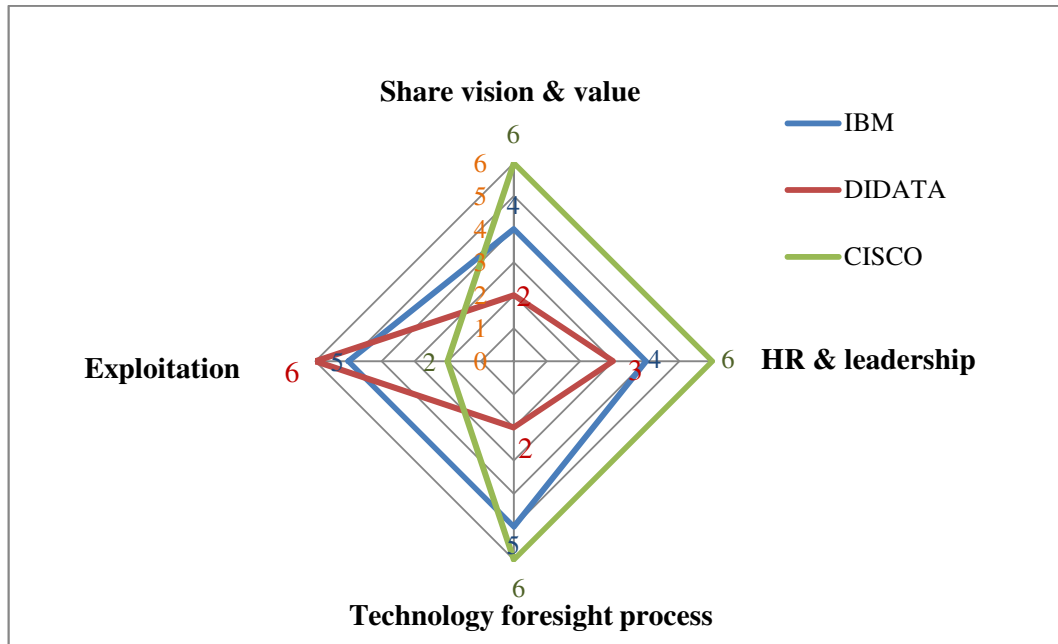 Share vision & value
6
IBM
6
5
4
4
DIDATA
3
CISCO
2
2
1
Exploitation
6
5
2
0
3
4
6
HR & leadership
2
5
6
Technology foresight process